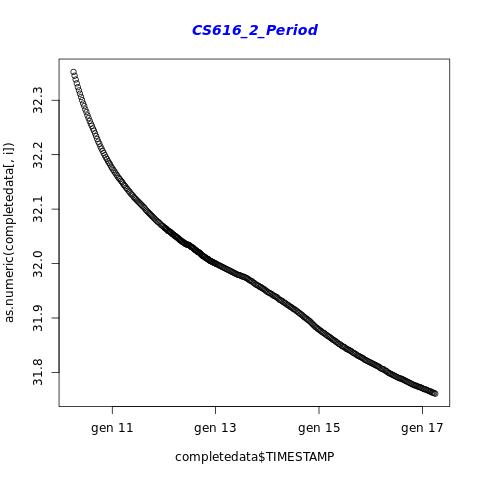 CS616_2_Period
as.numeric(completedata[, i])
32.3
32.2
32.1
32.0
31.9
31.8
gen 11
gen 13
gen 15
gen 17
completedata$TIMESTAMP